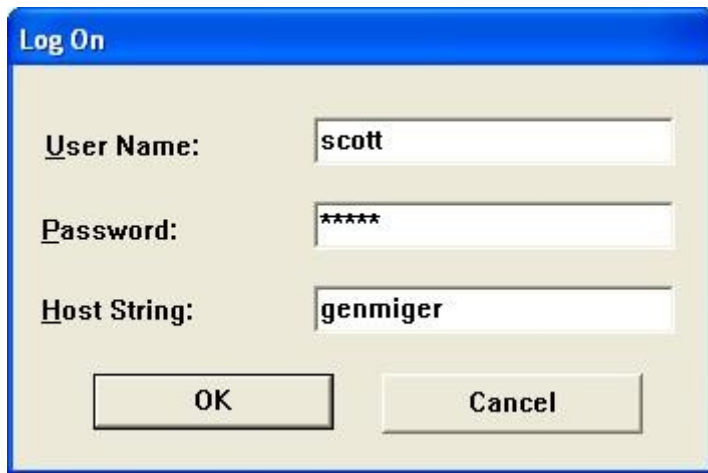 Log On
User Name: scott
Password: *****
Host String: genmiger
OK Cancel